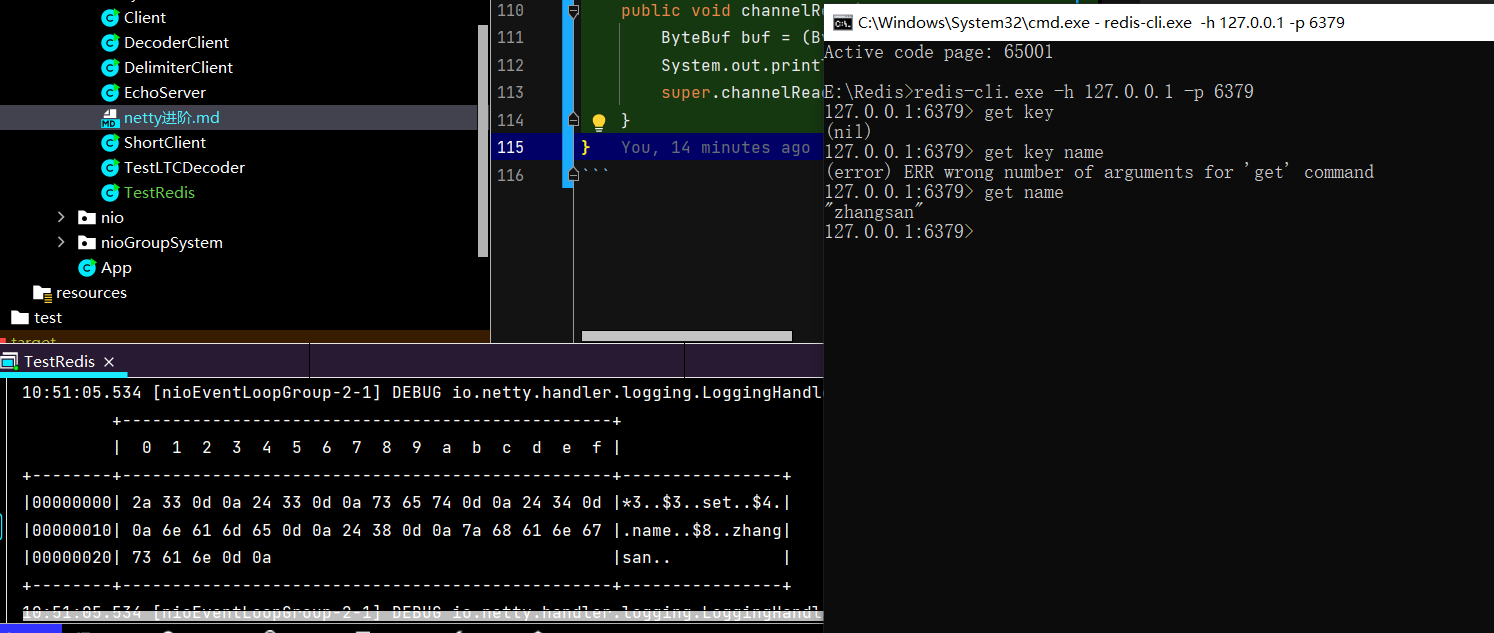 Client
DecoderClient
DelimiterClient
EchoServer
netty进阶.md
ShortClient
TestLTCDecoder
TestRedis
nio
nioGroupSystem
App
resources
test
target
110 public void channelR
111 ByteBuf buf = (B
112 System.out.print
113 super.channelRea
114 }
115 } You, 14 minutes ago
116 ```
C:\Windows\System32\cmd.exe - redis-cli.exe -h 127.0.0.1 -p 6379
Active code page: 65001
E:\Redis>redis-cli.exe -h 127.0.0.1 -p 6379
127.0.0.1:6379> get key
(nil)
127.0.0.1:6379> get key name
(error) ERR wrong number of arguments for 'get' command
127.0.0.1:6379> get name
"zhangsan"
127.0.0.1:6379>
TestRedis
10:51:05.534 [nioEventLoopGroup-2-1] DEBUG io.netty.handler.logging.LoggingHandl
+-------------------------------------------------+
| 0 1 2 3 4 5 6 7 8 9 a b c d e f |
+--------+-------------------------------------------------+----------------+
|00000000| 2a 33 0d 0a 24 33 0d 0a 73 65 74 0d 0a 24 34 0d |*3..$3..set..$4.|
|00000010| 0a 6e 61 6d 65 0d 0a 24 38 0d 0a 7a 68 61 6e 67 |.name..$8..zhang|
|00000020| 73 61 6e 0d 0a |san.. |
+--------+-------------------------------------------------+----------------+
10:51:05.534 [nioEventLoopGroup-2-1] DEBUG io.netty.handler.logging.LoggingHandl